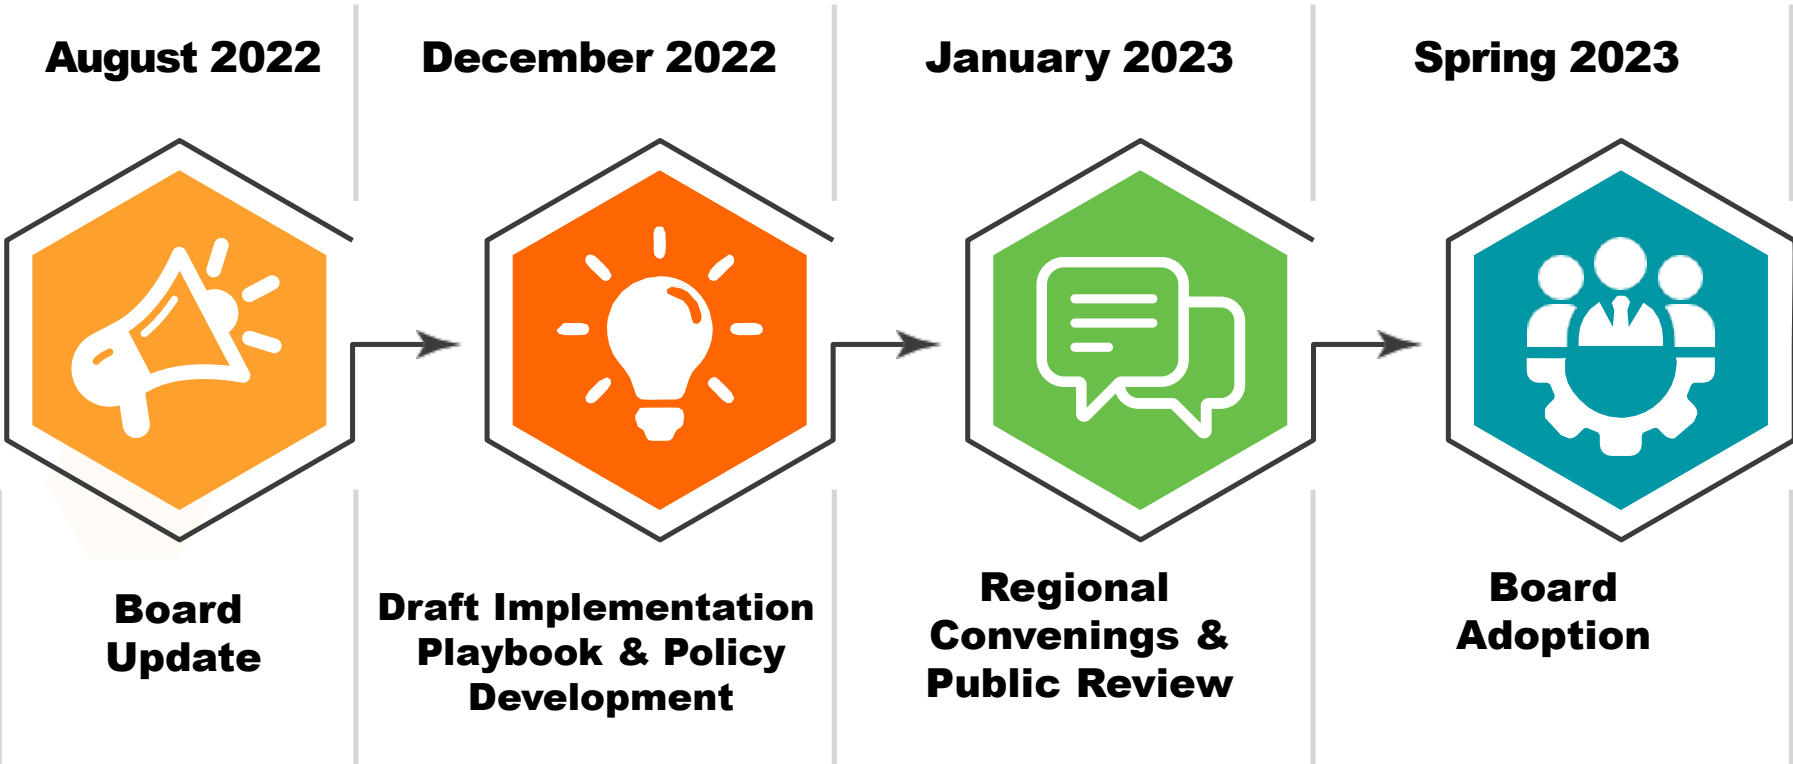 August 2022
December 2022
January 2023
Spring 2023
Board
Update
Draft Implementation
Playbook & Policy
Development
Regional
Convenings &
Public Review
Board
Adoption